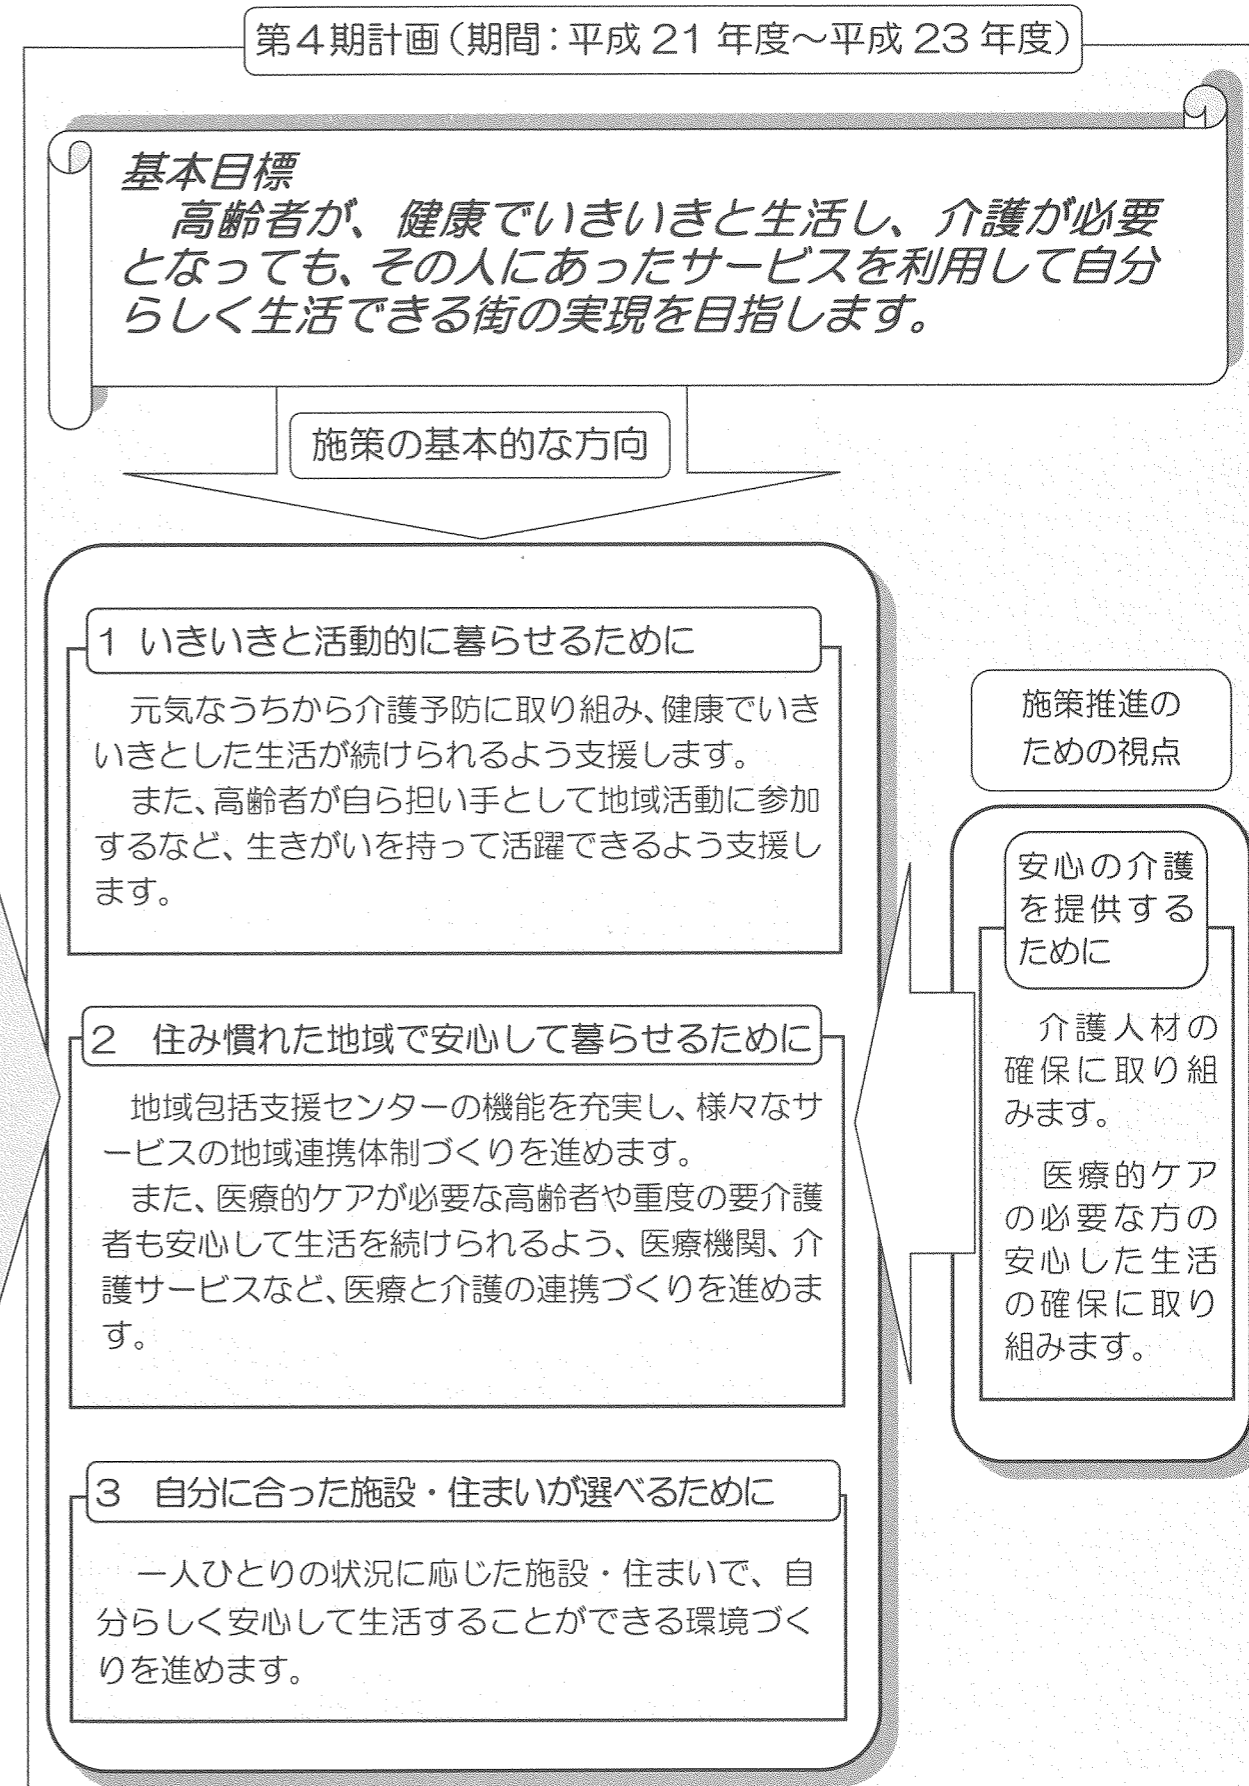 第4期計画(期間:平成 21 年度～平成 23 年度)
基本目標
高齢者が、健康でいきいきと生活し、介護が必要
となっても、その人にあったサービスを利用して自分
らしく生活できる街の実現を目指します。
施策の基本的な方向
1 いきいきと活動的に暮らせるために
元気なうちから介護予防に取り組み、健康でいき
いきとした生活が続けられるよう支援します。
また、高齢者が自ら担い手として地域活動に参加
するなど、生きがいを持って活躍できるよう支援し
ます。
2 住み慣れた地域で安心して暮らせるために
地域包括支援センターの機能を充実し、様々なサ
ービスの地域連携体制づくりを進めます。
また、医療的ケアが必要な高齢者や重度の要介護
者も安心して生活を続けられるよう、医療機関、介
護サービスなど、医療と介護の連携づくりを進めま
す。
3 自分に合った施設・住まいが選べるために
一人ひとりの状況に応じた施設・住まいで、自
分らしく安心して生活することができる環境づく
りを進めます。
施策推進の
ための視点
安心の介護
を提供する
ために
介護人材の
確保に取り組
みます。
医療的ケア
の必要な方の
安心した生活
の確保に取り
組みます。